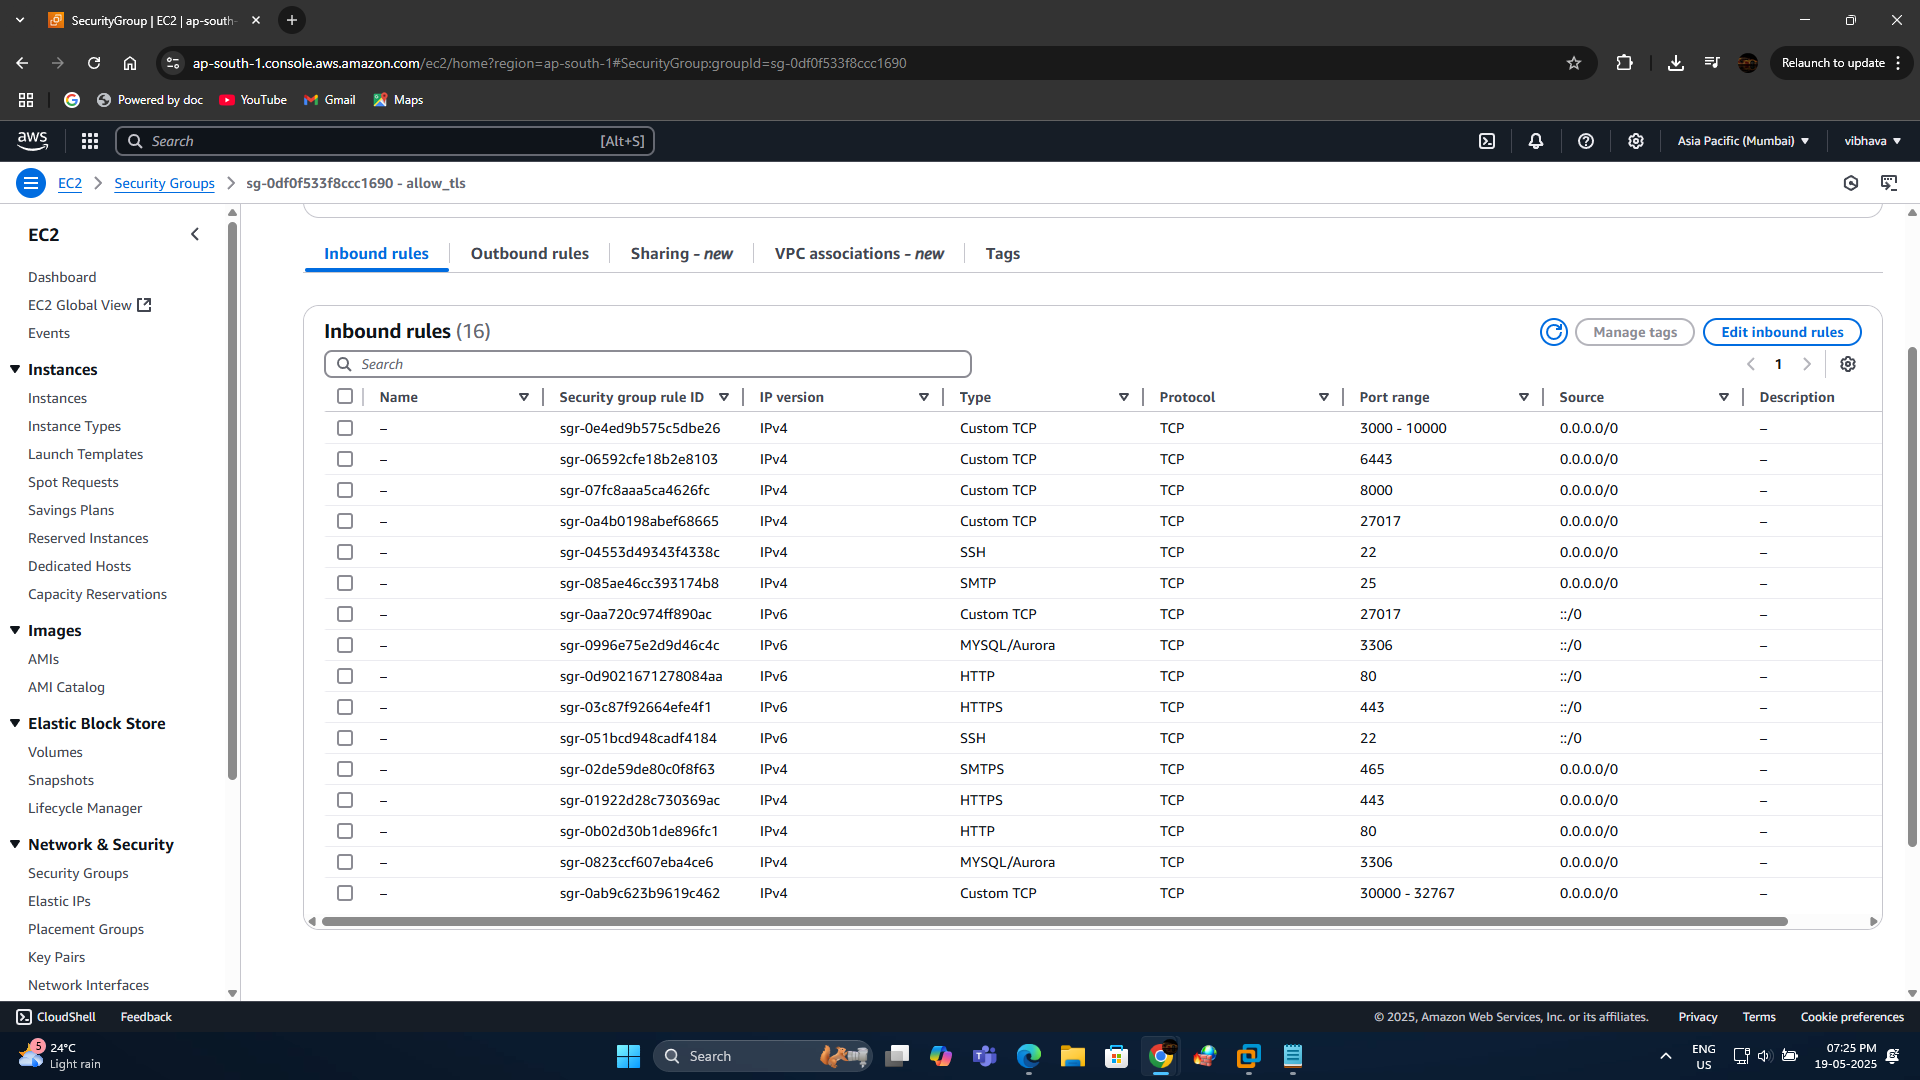 SecurityGroup | EC2 | ap-south-
ap-south-1.console.aws.amazon.com/ec2/home?region=ap-south-1#SecurityGroup:groupId=sg-0df0f533f8ccc1690
Relaunch to update
Powered by doc YouTube Gmail Maps
aws Search [Alt+S] Asia Pacific (Mumbai) vibhava
EC2 Security Groups sg-0df0f533f8ccc1690 - allow_tls
EC2
Dashboard
EC2 Global View
Events
Instances
Instances
Instance Types
Launch Templates
Spot Requests
Savings Plans
Reserved Instances
Dedicated Hosts
Capacity Reservations
Images
AMIs
AMI Catalog
Elastic Block Store
Volumes
Snapshots
Lifecycle Manager
Network & Security
Security Groups
Elastic IPs
Placement Groups
Key Pairs
Network Interfaces
Inbound rules Outbound rules Sharing - new VPC associations - new Tags
Inbound rules (16) Manage tags Edit inbound rules
Search 1
Name Security group rule ID IP version Type Protocol Port range Source Description
– sgr-0e4ed9b575c5dbe26 IPv4 Custom TCP TCP 3000 - 10000 0.0.0.0/0 –
– sgr-06592cfe18b2e8103 IPv4 Custom TCP TCP 6443 0.0.0.0/0 –
– sgr-07fc8aaa5ca4626fc IPv4 Custom TCP TCP 8000 0.0.0.0/0 –
– sgr-0a4b0198abef68665 IPv4 Custom TCP TCP 27017 0.0.0.0/0 –
– sgr-04553d49343f4338c IPv4 SSH TCP 22 0.0.0.0/0 –
– sgr-085ae46cc393174b8 IPv4 SMTP TCP 25 0.0.0.0/0 –
– sgr-0aa720c974ff890ac IPv6 Custom TCP TCP 27017 ::/0 –
– sgr-0996e75e2d9d46c4c IPv6 MYSQL/Aurora TCP 3306 ::/0 –
– sgr-0d9021671278084aa IPv6 HTTP TCP 80 ::/0 –
– sgr-03c87f92664efe4f1 IPv6 HTTPS TCP 443 ::/0 –
– sgr-051bcd948cadf4184 IPv6 SSH TCP 22 ::/0 –
– sgr-02de59de80c0f8f63 IPv4 SMTPS TCP 465 0.0.0.0/0 –
– sgr-01922d28c730369ac IPv4 HTTPS TCP 443 0.0.0.0/0 –
– sgr-0b02d30b1de896fc1 IPv4 HTTP TCP 80 0.0.0.0/0 –
– sgr-0823ccf607eba4ce6 IPv4 MYSQL/Aurora TCP 3306 0.0.0.0/0 –
– sgr-0ab9c623b9619c462 IPv4 Custom TCP TCP 30000 - 32767 0.0.0.0/0 –
CloudShell Feedback © 2025, Amazon Web Services, Inc. or its affiliates. Privacy Terms Cookie preferences
5 24°C
Light rain
Search
ENG
US
07:25 PM
19-05-2025